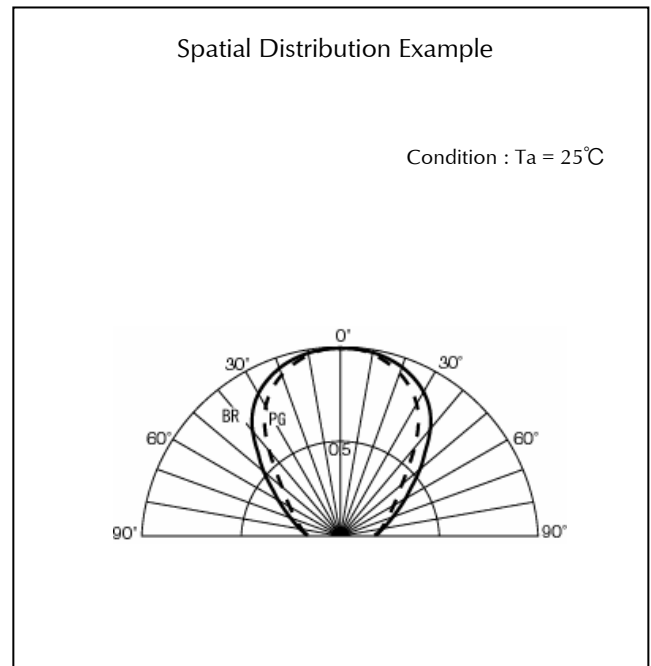 Spatial Distribution Example
Condition : Ta = 25℃
0°
30°
30°
BR
PG
60°
60°
0.5
90°
90°